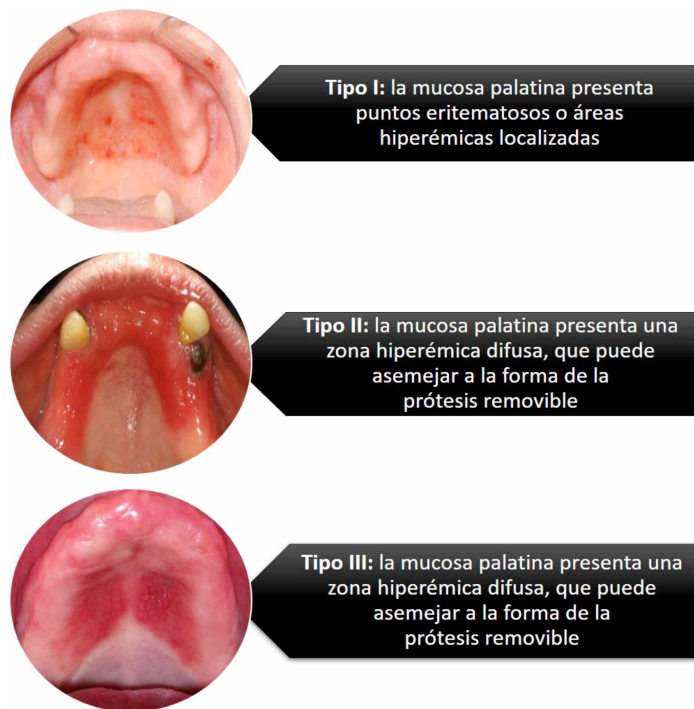 Tipo I: la mucosa palatina presenta
puntos eritematosos o áreas
hiperémicas localizadas
Tipo II: la mucosa palatina presenta una
zona hiperémica difusa, que puede
asemejar a la forma de la
prótesis removible
Tipo III: la mucosa palatina presenta una
zona hiperémica difusa, que puede
asemejar a la forma de la
prótesis removible